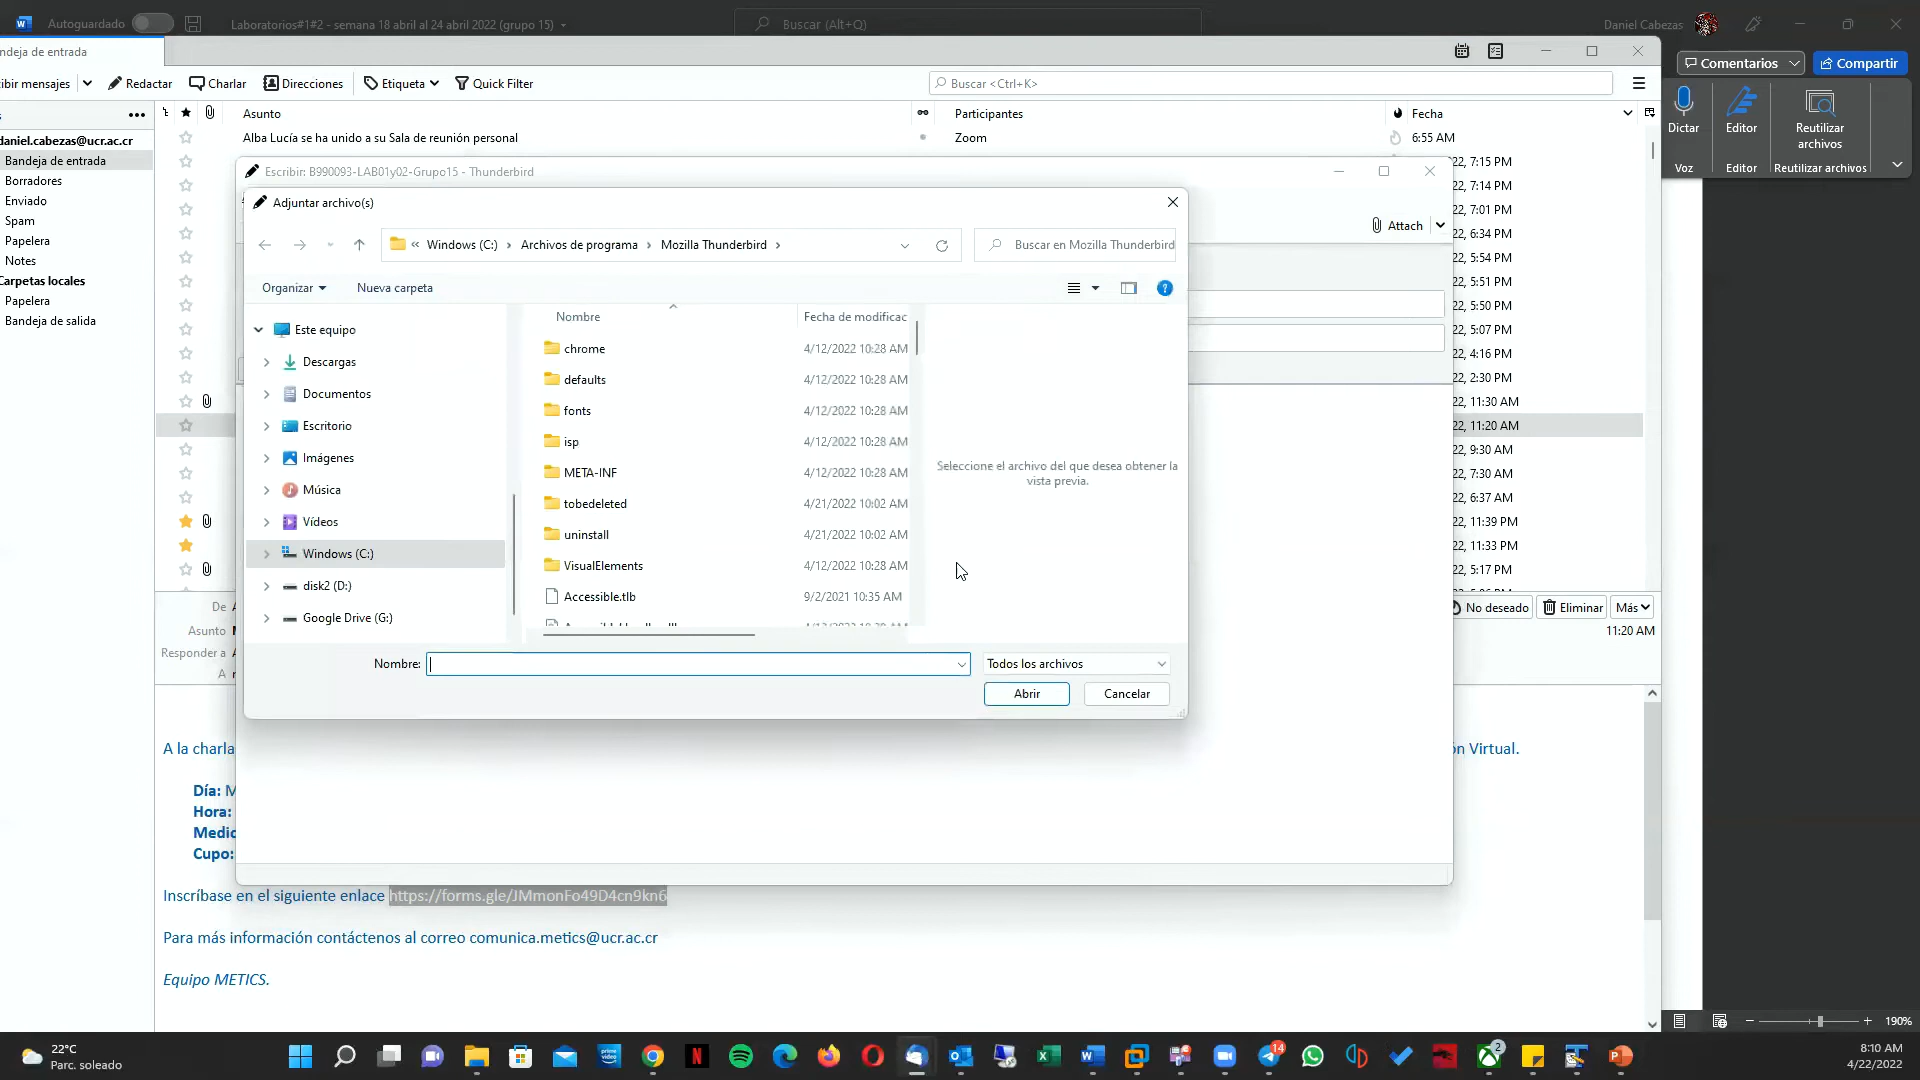 Autoguardado
Laboratorios#1#2 - semana 18 abril al 24 abril 2022 (grupo 15)
Buscar (Alt+Q)
Daniel Cabezas
ndeja de entrada
Comentarios
Compartir
ibir mensajes
Redactar
Charlar
Direcciones
Etiqueta
Quick Filter
Buscar <Ctrl+K>
Dictar
Editor
Reutilizar
archivos
Voz
Editor
Reutilizar archivos
Asunto
Participantes
Fecha
daniel.cabezas@ucr.ac.cr
Bandeja de entrada
Borradores
Enviado
Spam
Papelera
Notes
Carpetas locales
Papelera
Bandeja de salida
Alba Lucía se ha unido a su Sala de reunión personal
Zoom
6:55 AM
22, 7:15 PM
22, 7:14 PM
22, 7:01 PM
22, 6:34 PM
22, 5:54 PM
22, 5:51 PM
22, 5:50 PM
22, 5:07 PM
22, 4:16 PM
22, 2:30 PM
22, 11:30 AM
22, 11:20 AM
22, 9:30 AM
22, 7:30 AM
22, 6:37 AM
22, 11:39 PM
22, 11:33 PM
22, 5:17 PM
Escribir: B990093-LAB01y02-Grupo15 - Thunderbird
Attach
Adjuntar archivo(s)
« Windows (C:) › Archivos de programa › Mozilla Thunderbird ›
Buscar en Mozilla Thunderbird
Organizar
Nueva carpeta
Este equipo
Descargas
Documentos
Escritorio
Imágenes
Música
Vídeos
Windows (C:)
disk2 (D:)
Google Drive (G:)
Nombre
Fecha de modificac
chrome 4/12/2022 10:28 AM
defaults 4/12/2022 10:28 AM
fonts 4/12/2022 10:28 AM
isp 4/12/2022 10:28 AM
META-INF 4/12/2022 10:28 AM
tobedeleted 4/21/2022 10:02 AM
uninstall 4/21/2022 10:02 AM
VisualElements 4/12/2022 10:28 AM
Accessible.tlb 9/2/2021 10:35 AM
Seleccione el archivo del que desea obtener la
vista previa.
Nombre:
Todos los archivos
Abrir
Cancelar
De
Asunto
Responder a
A
No deseado
Eliminar
Más
11:20 AM
A la charla
ón Virtual.
Día:
Hora:
Medio
Cupo:
Inscríbase en el siguiente enlace https://forms.gle/JMmonFo49D4cn9kn6
Para más información contáctenos al correo comunica.metics@ucr.ac.cr
Equipo METICS.
190%
22°C
Parc. soleado
prime video
14
2
8:10 AM
4/22/2022